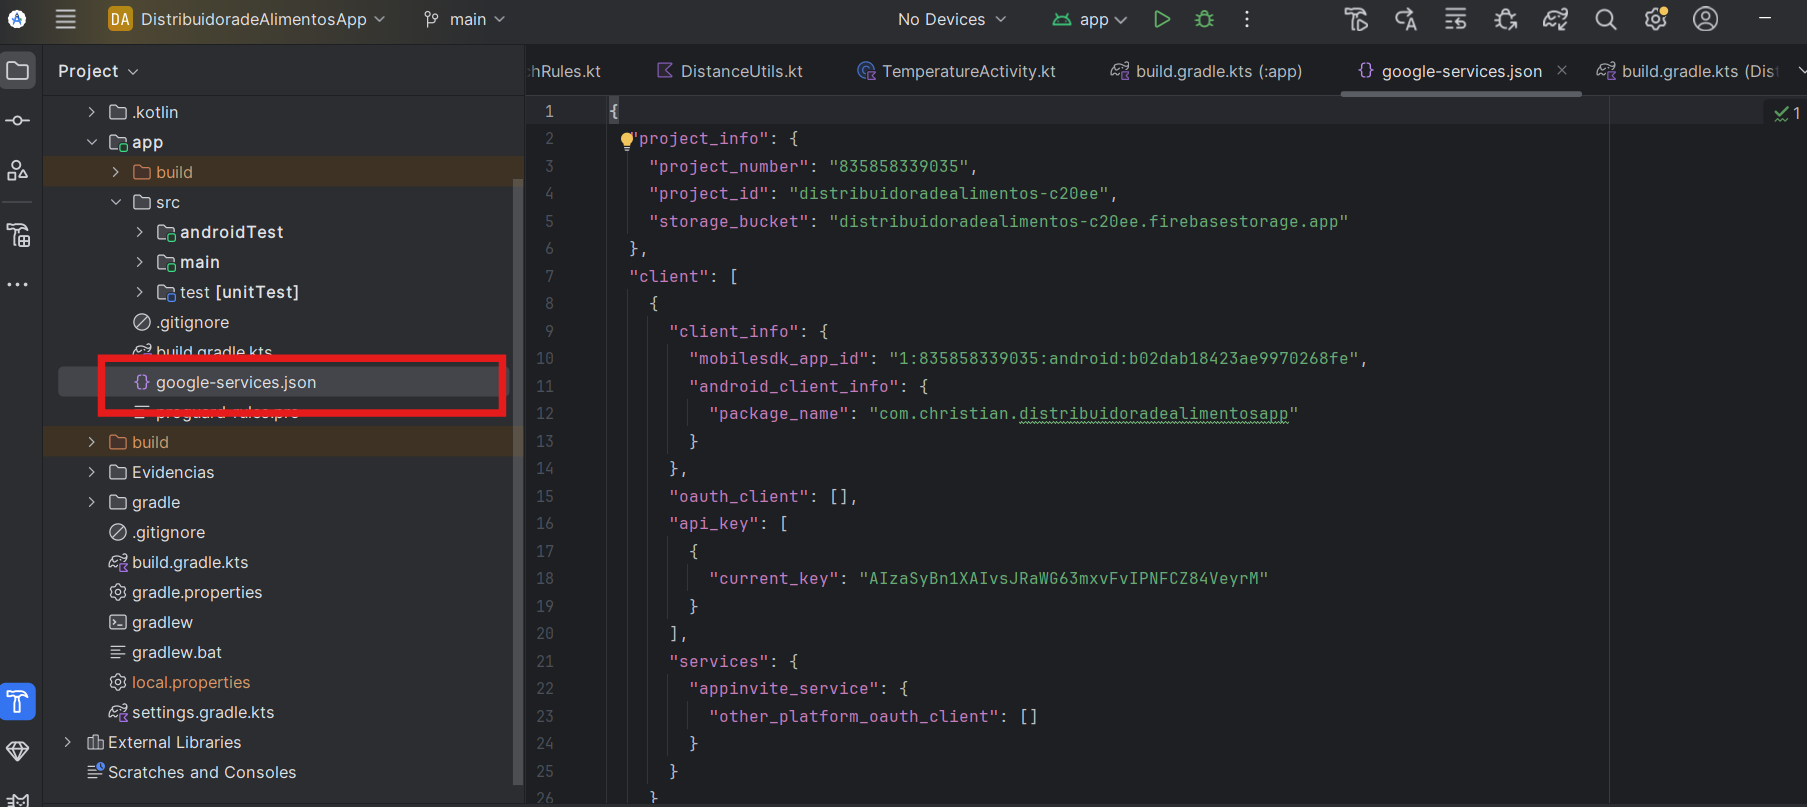 DA DistribuidoradeAlimentosApp main No Devices app
Project
hRules.kt DistanceUtils.kt TemperatureActivity.kt build.gradle.kts (:app) google-services.json build.gradle.kts (Dis
.kotlin
app
build
src
androidTest
main
test [unitTest]
.gitignore
build.gradle.kts
google-services.json
proguard-rules.pro
build
Evidencias
gradle
.gitignore
build.gradle.kts
gradle.properties
gradlew
gradlew.bat
local.properties
settings.gradle.kts
External Libraries
Scratches and Consoles
1 {
2 "project_info": {
3 "project_number": "835858339035",
4 "project_id": "distribuidoradealimentos-c20ee",
5 "storage_bucket": "distribuidoradealimentos-c20ee.firebasestorage.app"
6 },
7 "client": [
8 {
9 "client_info": {
10 "mobilesdk_app_id": "1:835858339035:android:b02dab18423ae9970268fe",
11 "android_client_info": {
12 "package_name": "com.christian.distribuidoradealimentosapp"
13 }
14 },
15 "oauth_client": [],
16 "api_key": [
17 {
18 "current_key": "AIzaSyBn1XAIvsJRaWG63mxvFvIPNFCZ84VeyrM"
19 }
20 ],
21 "services": {
22 "appinvite_service": {
23 "other_platform_oauth_client": []
24 }
25 }
26 }
1